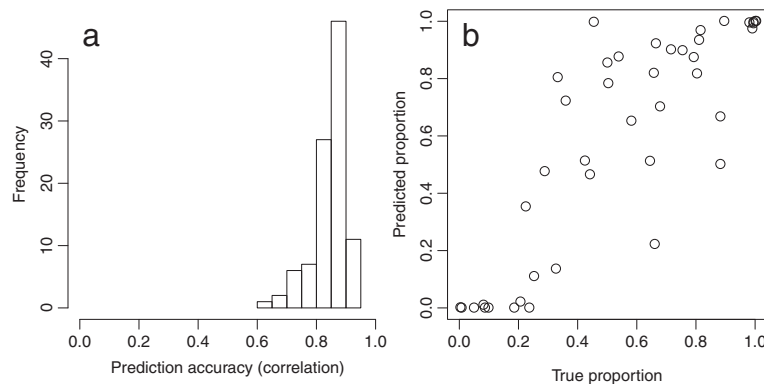 a
Frequency
0 10 20 30 40
0.0 0.2 0.4 0.6 0.8 1.0
Prediction accuracy (correlation)
b
Predicted proportion
0.0 0.2 0.4 0.6 0.8 1.0
0.0 0.2 0.4 0.6 0.8 1.0
True proportion